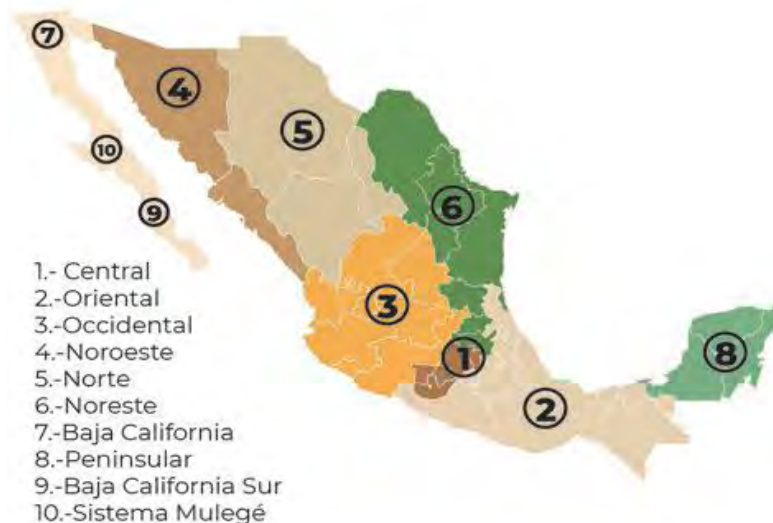 7
4
5
10
6
9
3
1
8
2
1.- Central
2.-Oriental
3.-Occidental
4.-Noroeste
5.-Norte
6.-Noreste
7.-Baja California
8.-Peninsular
9.-Baja California Sur
10.-Sistema Mulegé